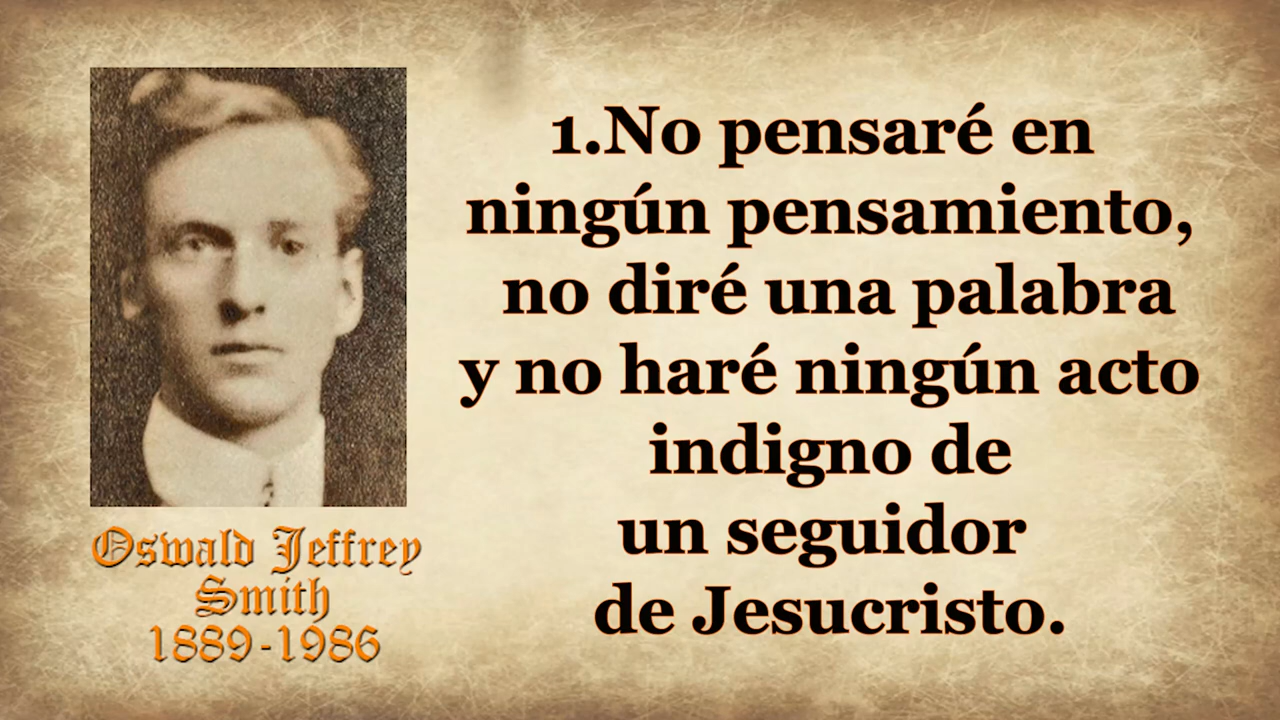 1.No pensaré en
ningún pensamiento,
no diré una palabra
y no haré ningún acto
indigno de
un seguidor
de Jesucristo.
Oswald Jeffrey
Smith
1889-1986